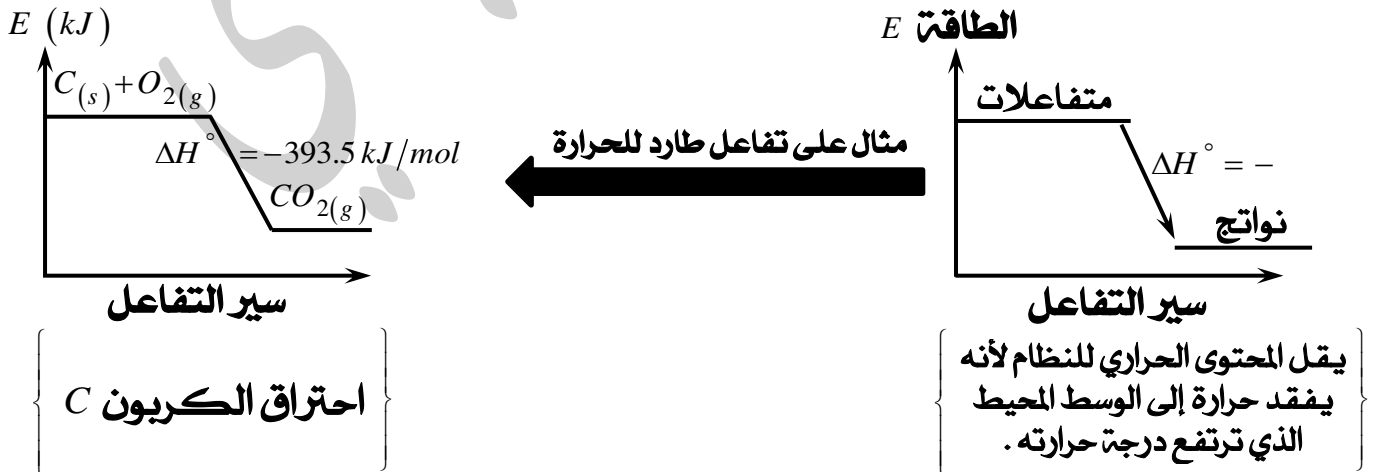 الطاقة E
متفاعلات
ΔH° = −
نواتج
سير التفاعل
يقل المحتوى الحراري للنظام لأنه
يفقد حرارة إلى الوسط المحيط
الذي ترتفع درجة حرارته .
مثال على تفاعل طارد للحرارة
E (kJ)
C(s)+O2(g)
ΔH° =−393.5 kJ/mol
CO2(g)
سير التفاعل
احتراق الكربون C